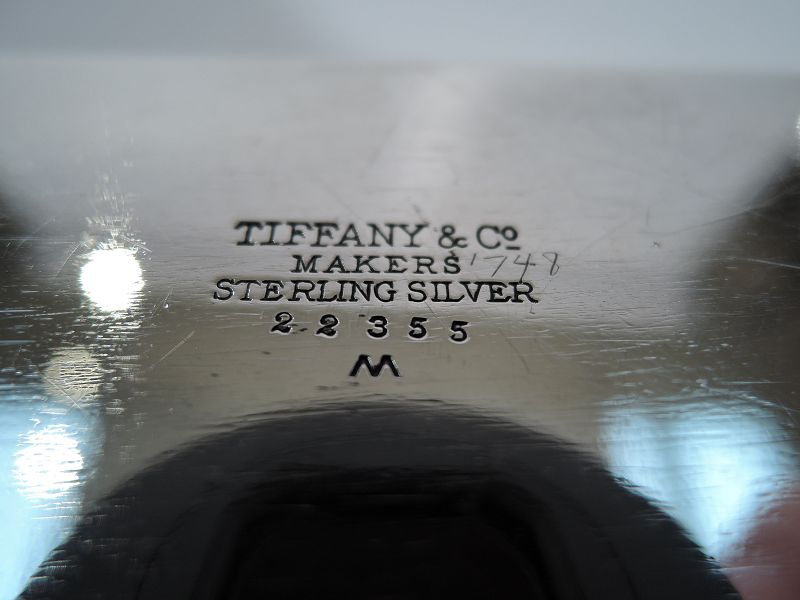 TIFFANY & Cº
MAKERS 1748
STERLING SILVER
22355
M